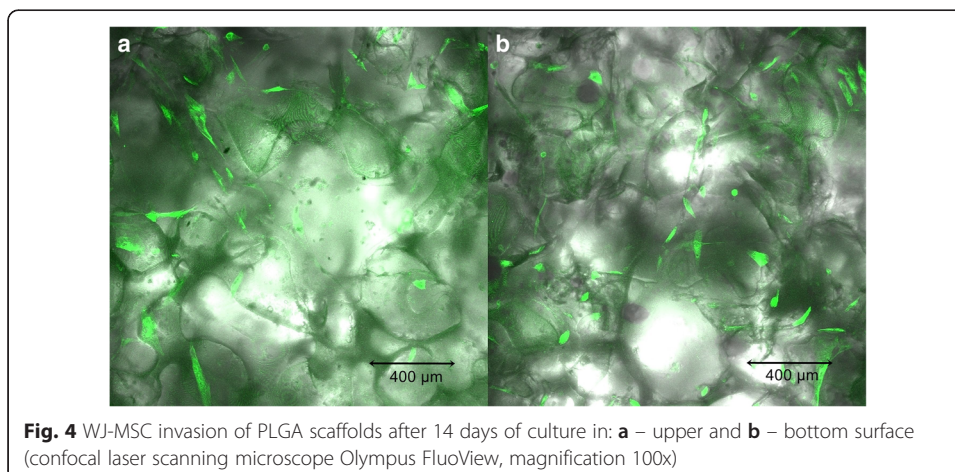 a
b
400 µm
400 µm
Fig. 4 WJ-MSC invasion of PLGA scaffolds after 14 days of culture in: a – upper and b – bottom surface
(confocal laser scanning microscope Olympus FluoView, magnification 100x)